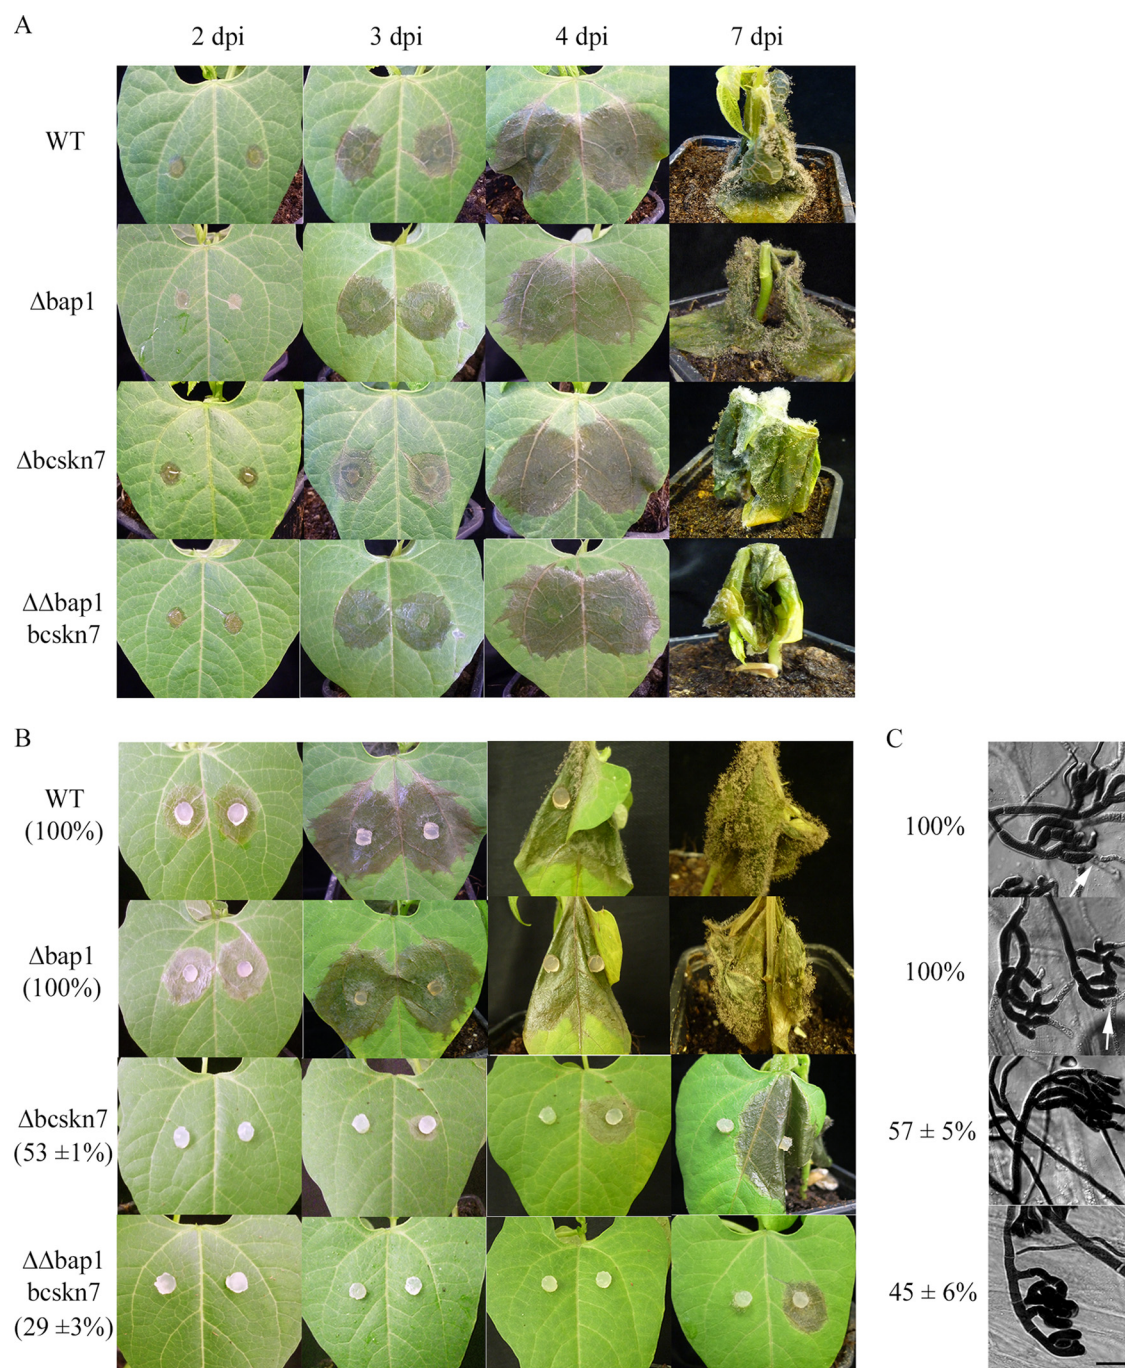 A
2 dpi 3 dpi 4 dpi 7 dpi
WT
Δbap1
Δbcskn7
ΔΔbap1
bcskn7
B
WT
(100%)
Δbap1
(100%)
Δbcskn7
(53 ±1%)
ΔΔbap1
bcskn7
(29 ±3%)
C
100%
100%
57 ± 5%
45 ± 6%